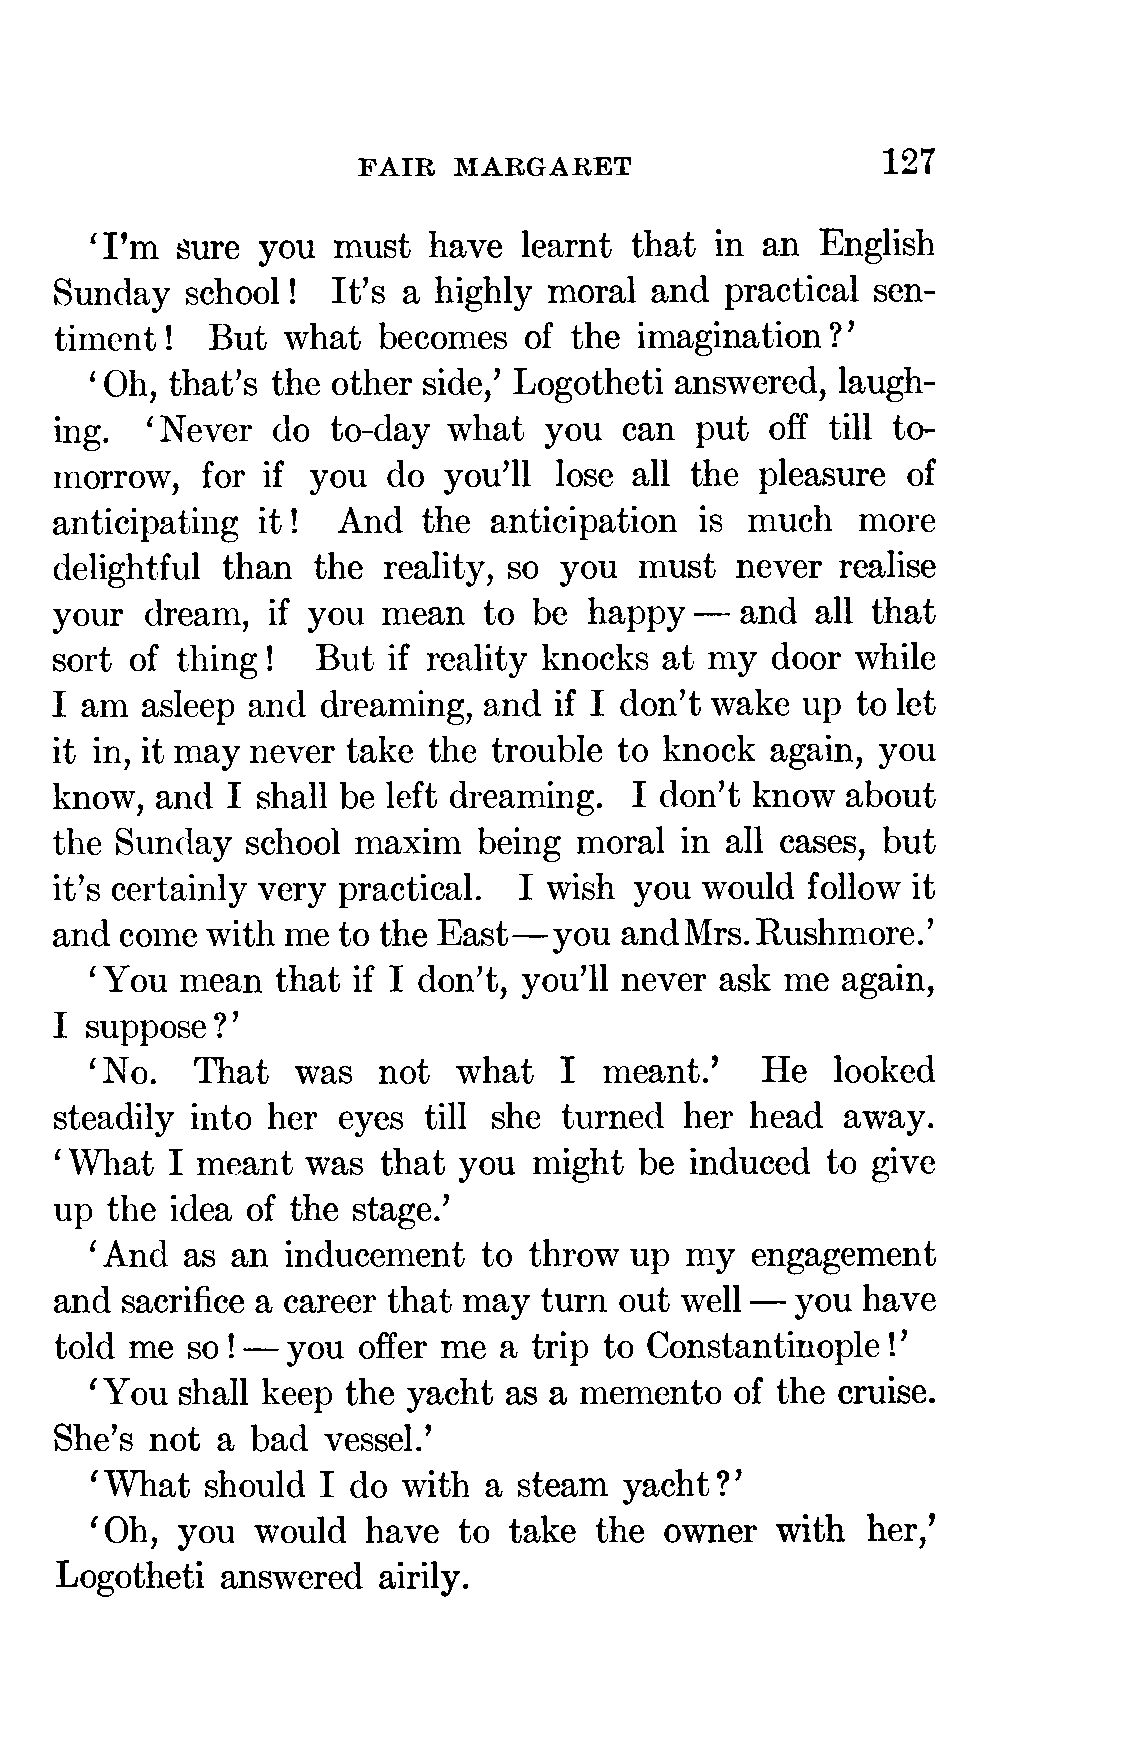 FAIR MARGARET 127
'I'm sure you must have learnt that in an English
Sunday school! It's a highly moral and practical sen-
timent! But what becomes of the imagination?'
'Oh, that's the other side,' Logotheti answered, laugh-
ing. 'Never do to-day what you can put off till to-
morrow, for if you do you'll lose all the pleasure of
anticipating it! And the anticipation is much more
delightful than the reality, so you must never realise
your dream, if you mean to be happy — and all that
sort of thing! But if reality knocks at my door while
I am asleep and dreaming, and if I don't wake up to let
it in, it may never take the trouble to knock again, you
know, and I shall be left dreaming. I don't know about
the Sunday school maxim being moral in all cases, but
it's certainly very practical. I wish you would follow it
and come with me to the East—you and Mrs. Rushmore.'
'You mean that if I don't, you'll never ask me again,
I suppose?'
'No. That was not what I meant.' He looked
steadily into her eyes till she turned her head away.
'What I meant was that you might be induced to give
up the idea of the stage.'
'And as an inducement to throw up my engagement
and sacrifice a career that may turn out well — you have
told me so! — you offer me a trip to Constantinople!'
'You shall keep the yacht as a memento of the cruise.
She's not a bad vessel.'
'What should I do with a steam yacht?'
'Oh, you would have to take the owner with her,'
Logotheti answered airily.